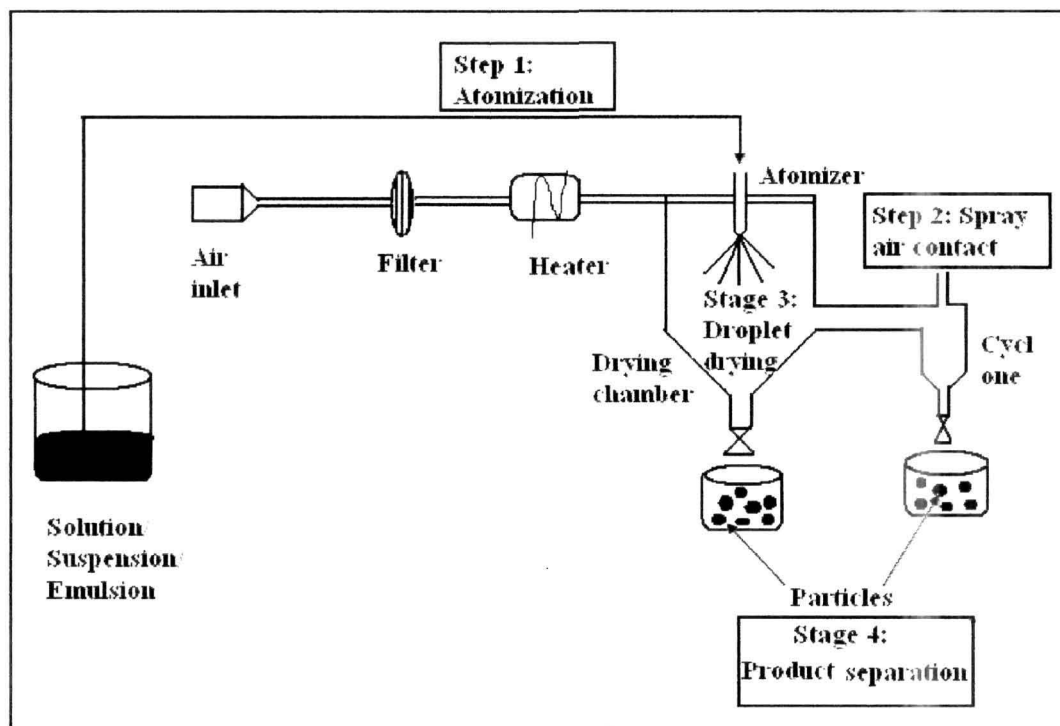 Step 1:
Atomization
Atomizer
Step 2: Spray
air contact
Air
inlet
Filter
Heater
Stage 3:
Droplet
drying
Drying
chamber
Cycl
one
Solution/
Suspension/
Emulsion
Particles
Stage 4:
Product separation